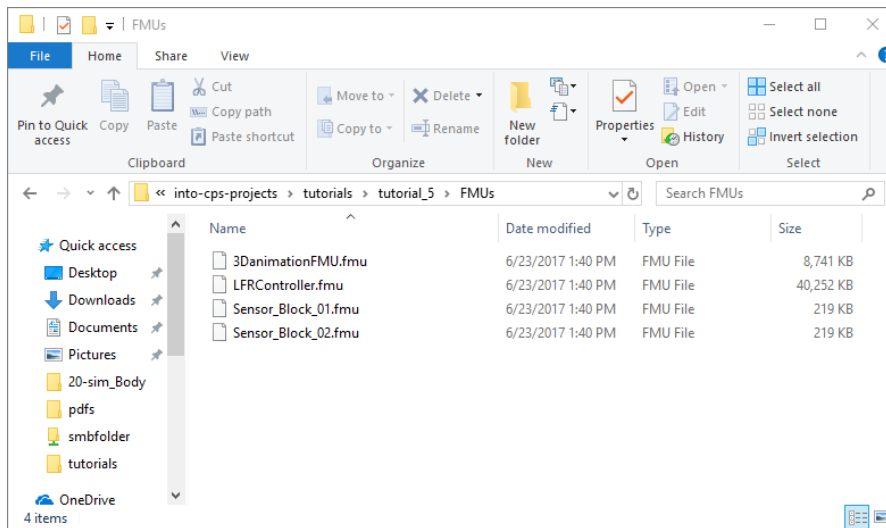 FMUs
File Home Share View
Pin to Quick access
Copy
Paste
Cut
Copy path
Paste shortcut
Clipboard
Move to
Copy to
Delete
Rename
Organize
New folder
New
Properties
Open
Edit
History
Open
Select all
Select none
Invert selection
Select
« into-cps-projects > tutorials > tutorial_5 > FMUs
Search FMUs
Name Date modified Type Size
Quick access
Desktop
Downloads
Documents
Pictures
20-sim_Body
pdfs
smbfolder
tutorials
OneDrive
3DanimationFMU.fmu 6/23/2017 1:40 PM FMU File 8,741 KB
LFRController.fmu 6/23/2017 1:40 PM FMU File 40,252 KB
Sensor_Block_01.fmu 6/23/2017 1:40 PM FMU File 219 KB
Sensor_Block_02.fmu 6/23/2017 1:40 PM FMU File 219 KB
4 items